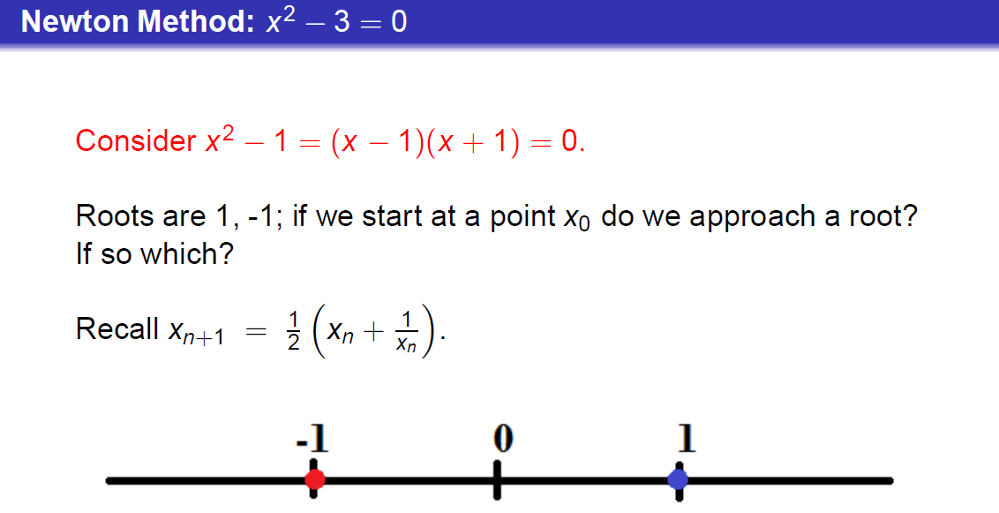 Newton Method: x² − 3 = 0
Consider x² − 1 = (x − 1)(x + 1) = 0.
Roots are 1, -1; if we start at a point x₀ do we approach a root?
If so which?
Recall xₙ₊₁ = ½ (xₙ + 1/xₙ).
-1 0 1